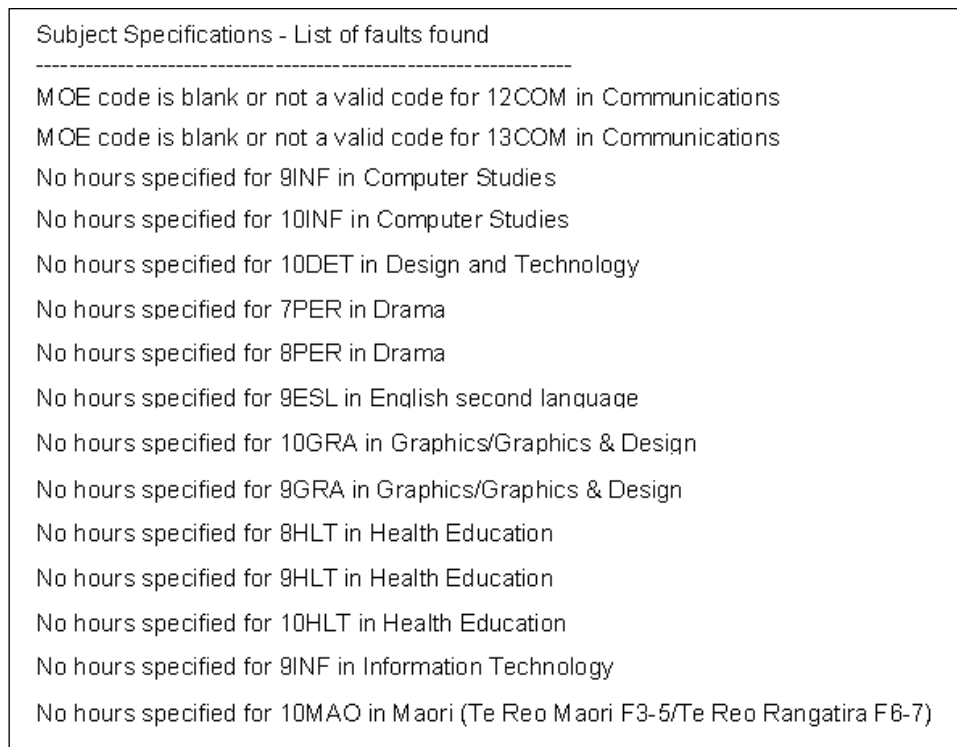 Subject Specifications - List of faults found
-----------------------------------------------------------------
MOE code is blank or not a valid code for 12COM in Communications
MOE code is blank or not a valid code for 13COM in Communications
No hours specified for 9INF in Computer Studies
No hours specified for 10INF in Computer Studies
No hours specified for 10DET in Design and Technology
No hours specified for 7PER in Drama
No hours specified for 8PER in Drama
No hours specified for 9ESL in English second language
No hours specified for 10GRA in Graphics/Graphics & Design
No hours specified for 9GRA in Graphics/Graphics & Design
No hours specified for 8HLT in Health Education
No hours specified for 9HLT in Health Education
No hours specified for 10HLT in Health Education
No hours specified for 9INF in Information Technology
No hours specified for 10MAO in Maori (Te Reo Maori F3-5/Te Reo Rangatira F6-7)